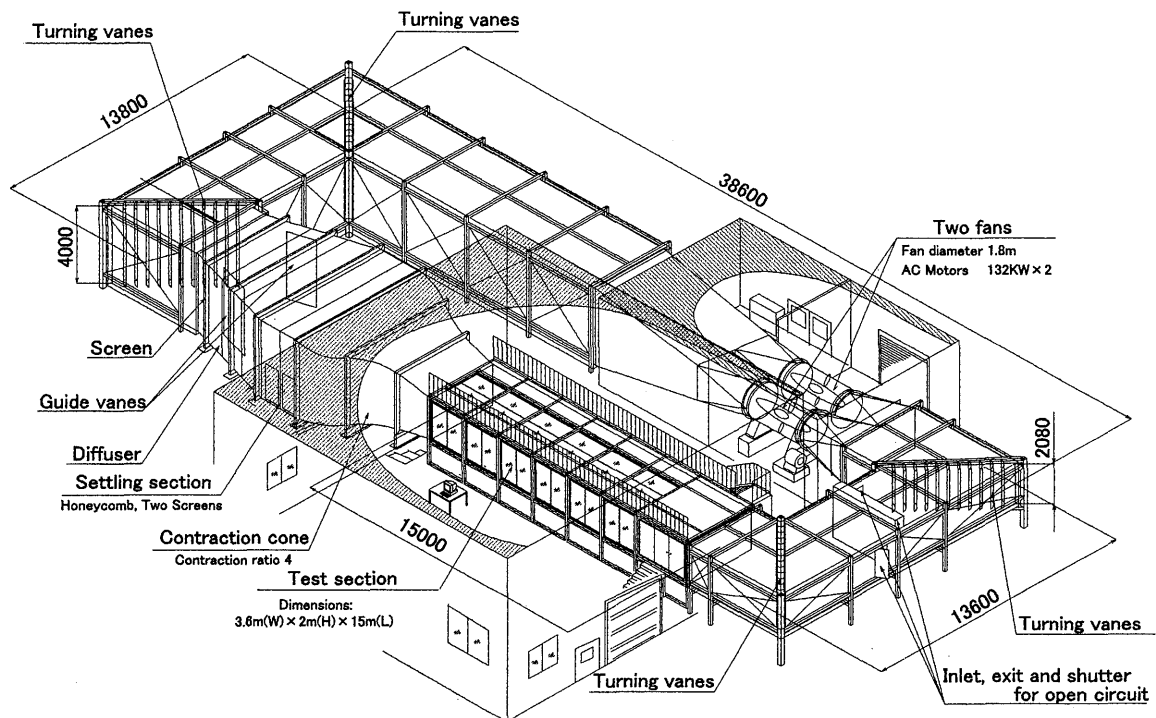 Turning vanes
Turning vanes
13800
38600
4000
Two fans
Fan diameter 1.8m
AC Motors 132KW×2
Screen
Guide vanes
Diffuser
Settling section
Honeycomb, Two Screens
Contraction cone
Contraction ratio 4
15000
Test section
Dimensions:
3.6m(W)×2m(H)×15m(L)
2080
13600
Turning vanes
Turning vanes
Inlet, exit and shutter
for open circuit